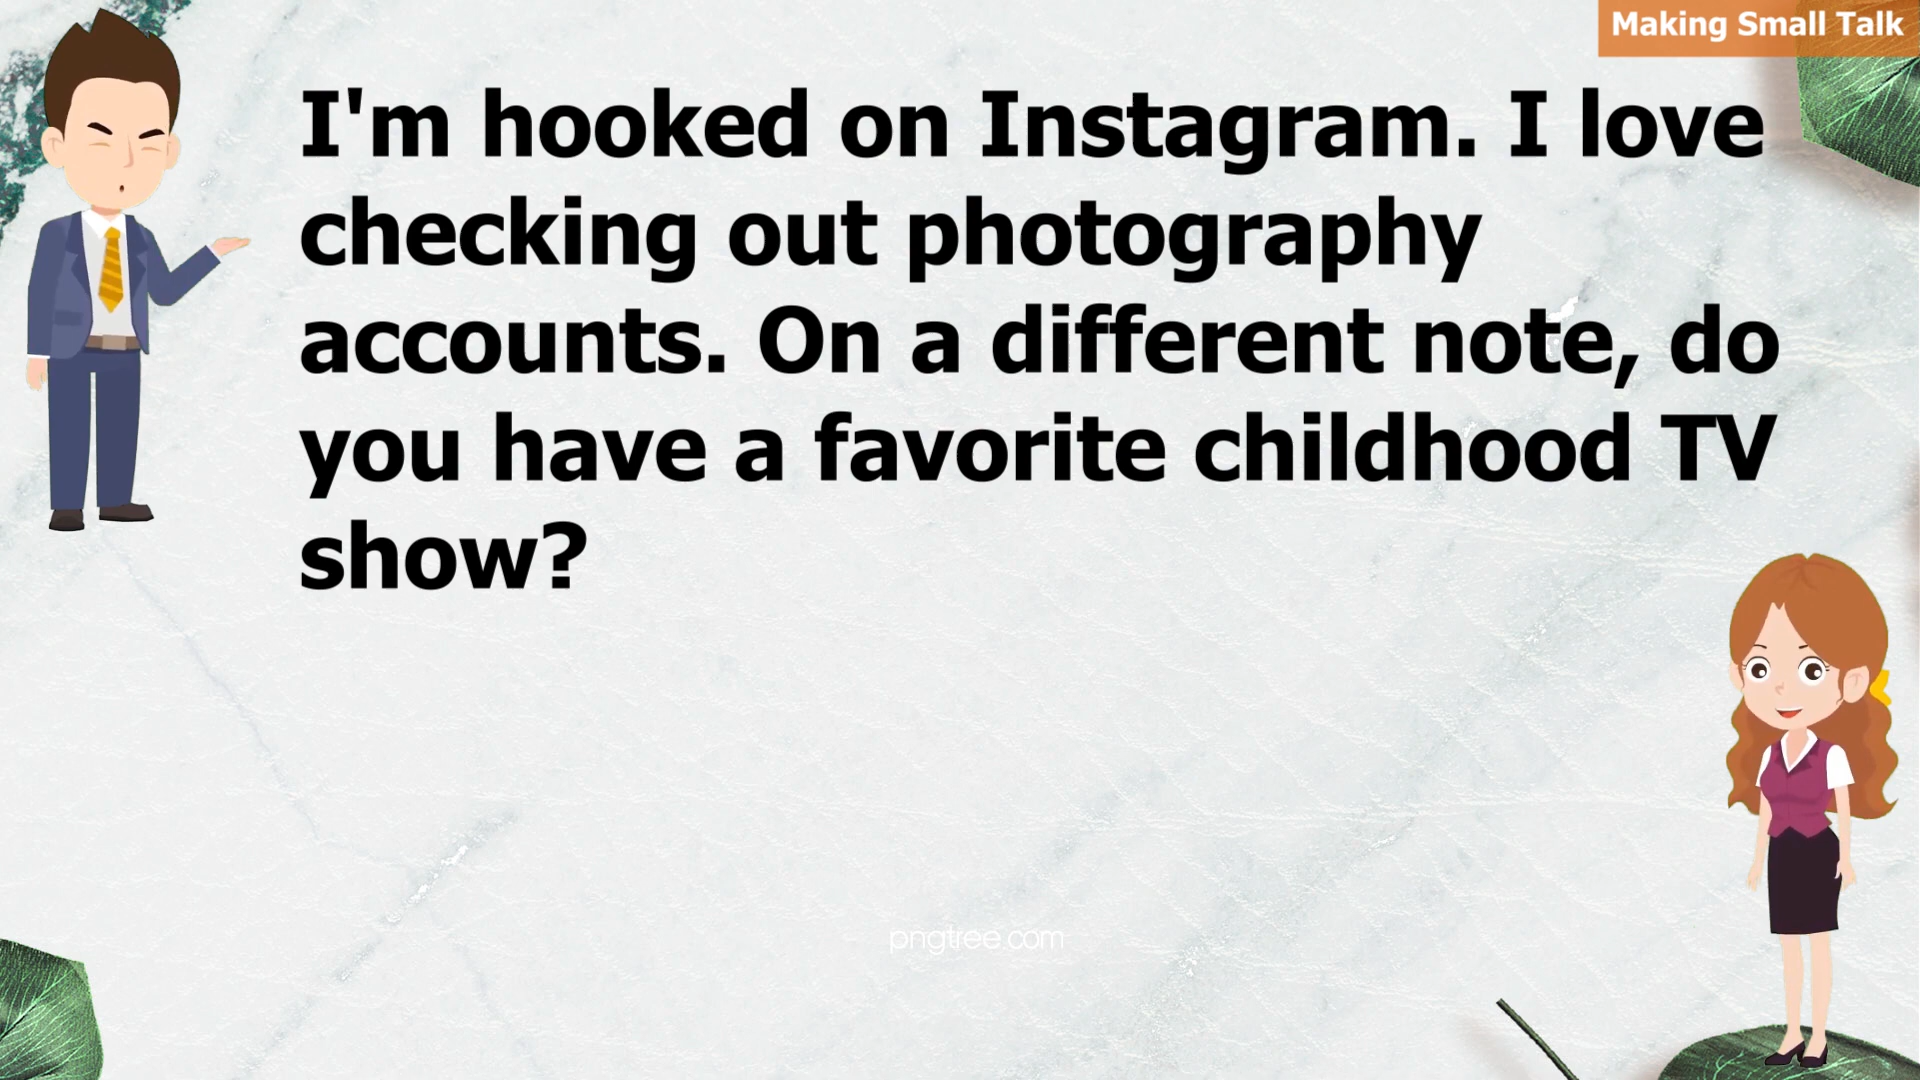 Making Small Talk
I'm hooked on Instagram. I love
checking out photography
accounts. On a different note, do
you have a favorite childhood TV
show?
pngtree.com